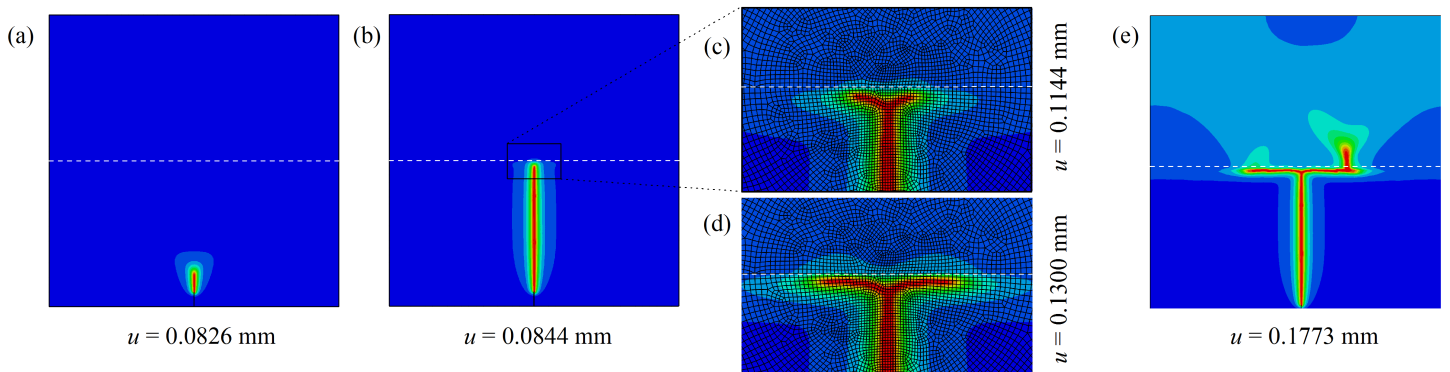 (a)
u = 0.0826 mm
(b)
u = 0.0844 mm
(c)
u = 0.1144 mm
(d)
u = 0.1300 mm
(e)
u = 0.1773 mm